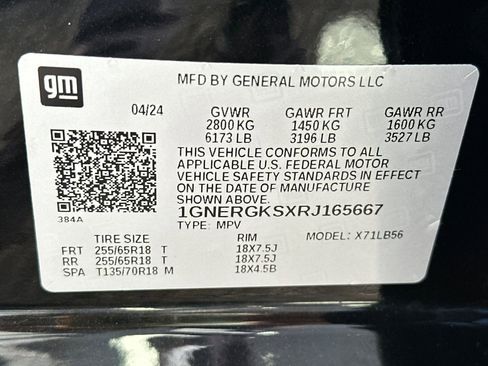 gm
MFD BY GENERAL MOTORS LLC
04/24 GVWR GAWR FRT GAWR RR
2800 KG 1450 KG 1600 KG
6173 LB 3196 LB 3527 LB
THIS VEHICLE CONFORMS TO ALL
APPLICABLE U.S. FEDERAL MOTOR
VEHICLE SAFETY STANDARDS IN
EFFECT ON THE DATE OF MANUFACTURE
SHOWN ABOVE.
384A
1GNERGKSXRJ165667
TYPE: MPV MODEL: X71LB56
TIRE SIZE RIM
FRT 255/65R18 T 18X7.5J
RR 255/65R18 T 18X7.5J
SPA T135/70R18 M 18X4.5B